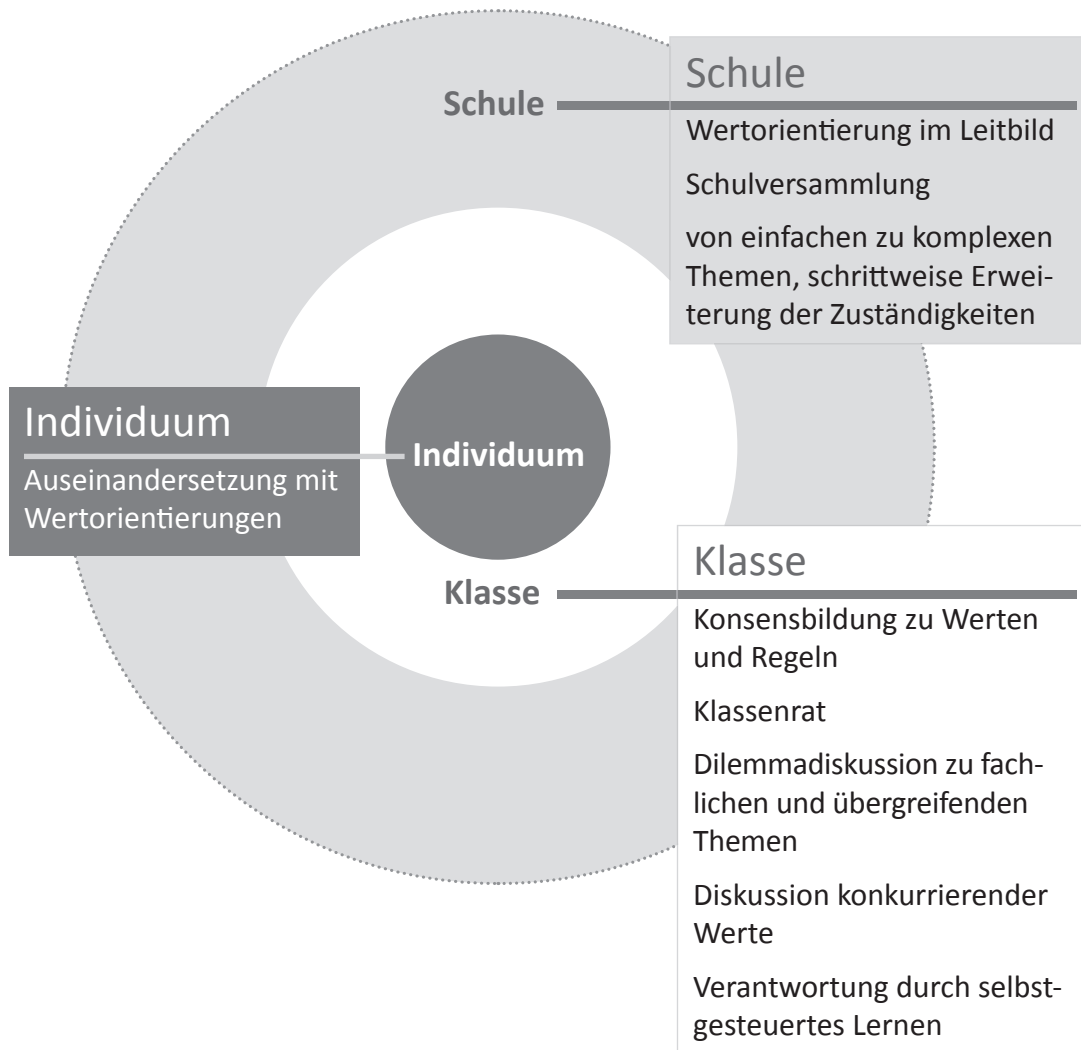 Schule
Schule
Wertorientierung im Leitbild
Schulversammlung
von einfachen zu komplexen
Themen, schrittweise Erwei-
terung der Zuständigkeiten
Individuum
Auseinandersetzung mit
Wertorientierungen
Individuum
Klasse
Klasse
Konsensbildung zu Werten
und Regeln
Klassenrat
Dilemmadiskussion zu fach-
lichen und übergreifenden
Themen
Diskussion konkurrierender
Werte
Verantwortung durch selbst-
gesteuertes Lernen